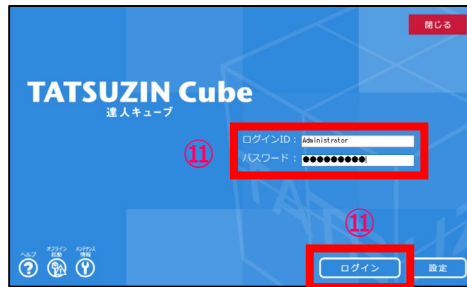 閉じる
TATSUZIN Cube
達人キューブ
ログインID： Administrator
パスワード： ●●●●●●●●●
⑪
⑪
ヘルプ
オフライン
起動
メンテナンス
情報
ログイン
設定